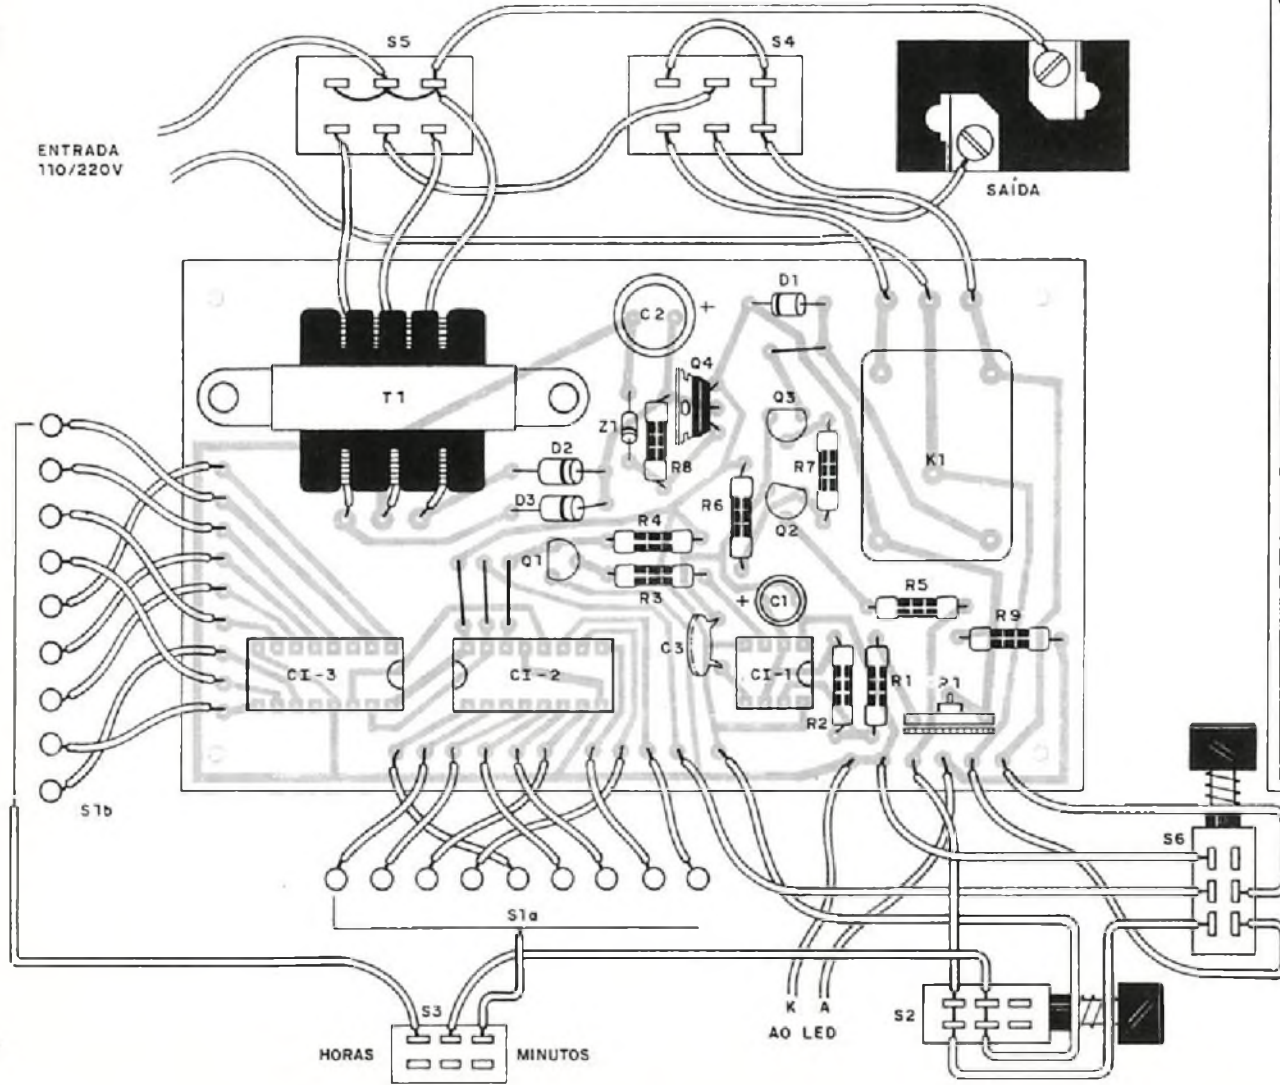 S5
S4
ENTRADA
110/220V
SAÍDA
C2
+
D1
Q4
T1
Z1
R8
Q3
R7
K1
D2
D3
R6
Q2
R4
R3
Q1
+
C1
R5
R9
C3
CI-3
CI-2
CI-1
R2
R1
P1
S1b
S6
S1a
K A
AO LED
S2
S3
HORAS
MINUTOS